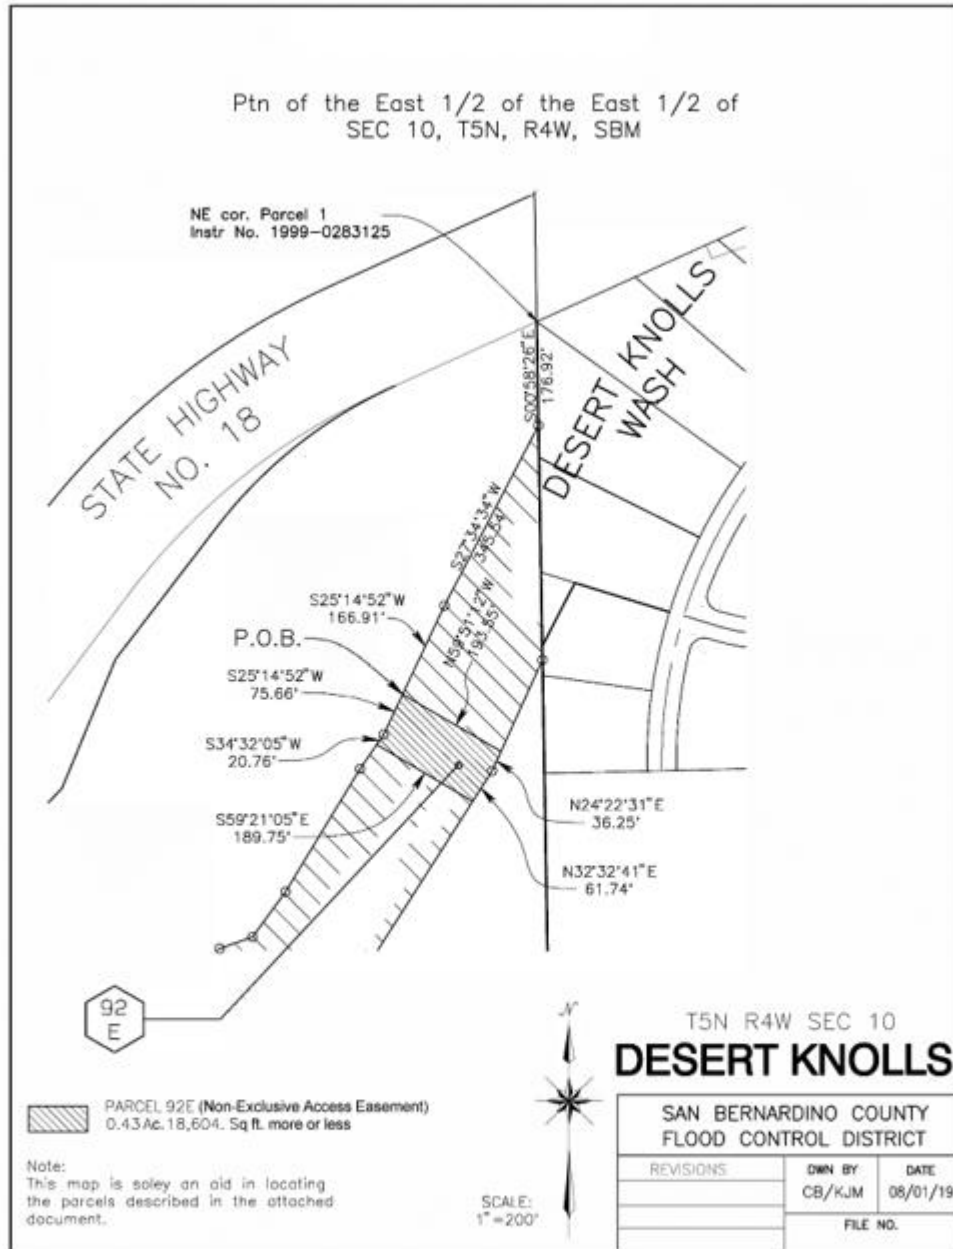 Ptn of the East 1/2 of the East 1/2 of
SEC 10, T5N, R4W, SBM
NE cor. Parcel 1
Instr No. 1999-0283125
STATE HIGHWAY
NO. 18
DESERT KNOLLS
WASH
S00°58'26"E
176.92'
S27°34'34"W
345.54'
S25°14'52"W
166.91'
P.O.B.
N59°51'12"W
193.55'
S25°14'52"W
75.66'
S34°32'05"W
20.76'
S59°21'05"E
189.75'
N24°22'31"E
36.25'
N32°32'41"E
61.74'
92
E
N
T5N R4W SEC 10
DESERT KNOLLS
PARCEL 92E (Non-Exclusive Access Easement)
0.43 Ac. 18,604. Sq ft. more or less
Note:
This map is soley an aid in locating
the parcels described in the attached
document.
SCALE:
1"=200'
SAN BERNARDINO COUNTY
FLOOD CONTROL DISTRICT
REVISIONS
DWN BY
CB/KJM
DATE
08/01/19
FILE NO.